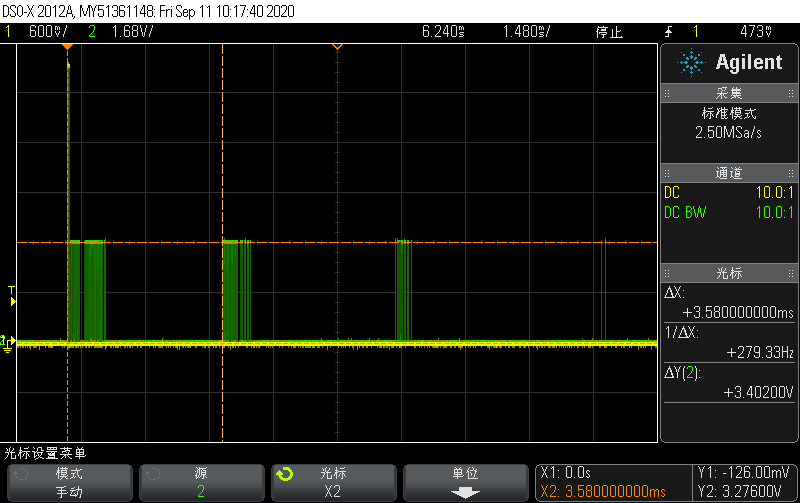 DSO-X 2012A, MY51361148: Fri Sep 11 10:17:40 2020
1 600♡/ 2 1.68V/ 6.240s 1.480s/ 停止 1 473♡
Agilent
采集
标准模式
2.50MSa/s
通道
DC 10.0:1
DC BW 10.0:1
光标
ΔX:
+3.580000000ms
1/ΔX:
+279.33Hz
ΔY(2):
+3.40200V
T
光标设置菜单
模式
手动
源
2
光标
X2
单位
X1: 0.0s
X2: 3.580000000ms
Y1: -126.00mV
Y2: 3.27600V